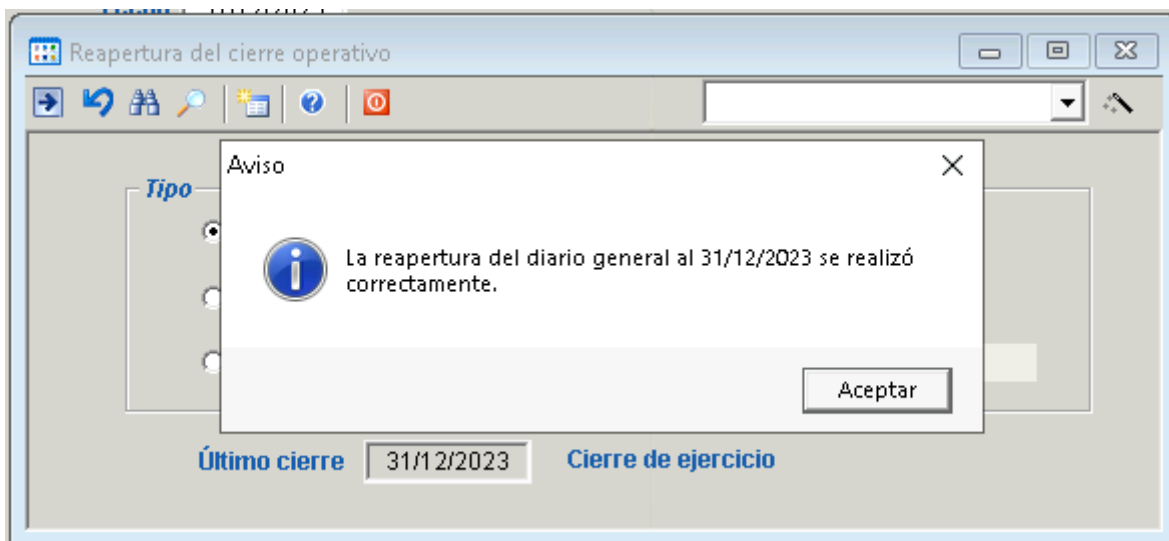 Reapertura del cierre operativo
Aviso
Tipo
La reapertura del diario general al 31/12/2023 se realizó
correctamente.
Aceptar
Último cierre 31/12/2023 Cierre de ejercicio